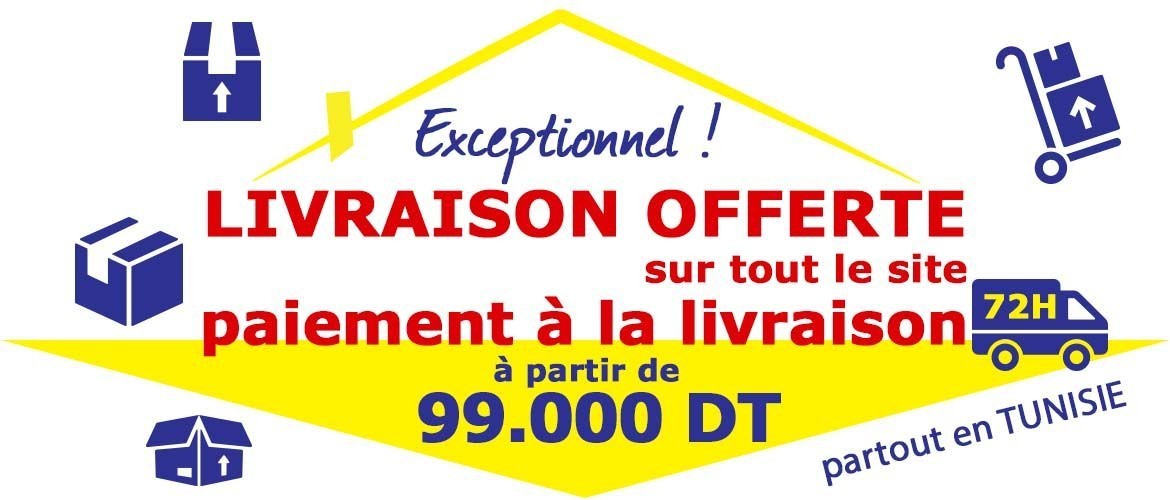 Exceptionnel !
LIVRAISON OFFERTE
sur tout le site
paiement à la livraison
72H
à partir de
99.000 DT
partout en TUNISIE